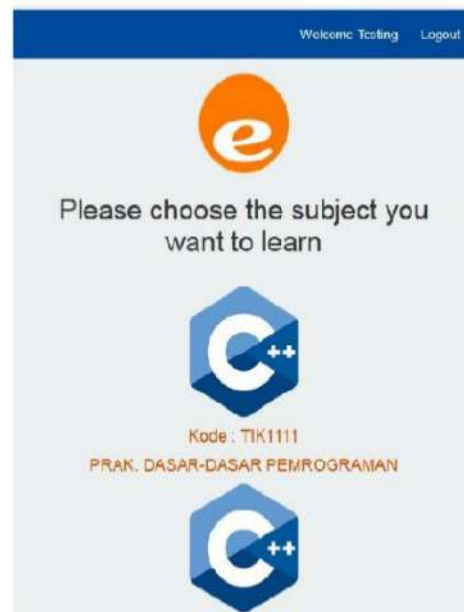 Welcome Testing Logout
e
Please choose the subject you
want to learn
C++
Kode : TIK1111
PRAK. DASAR-DASAR PEMROGRAMAN
C++